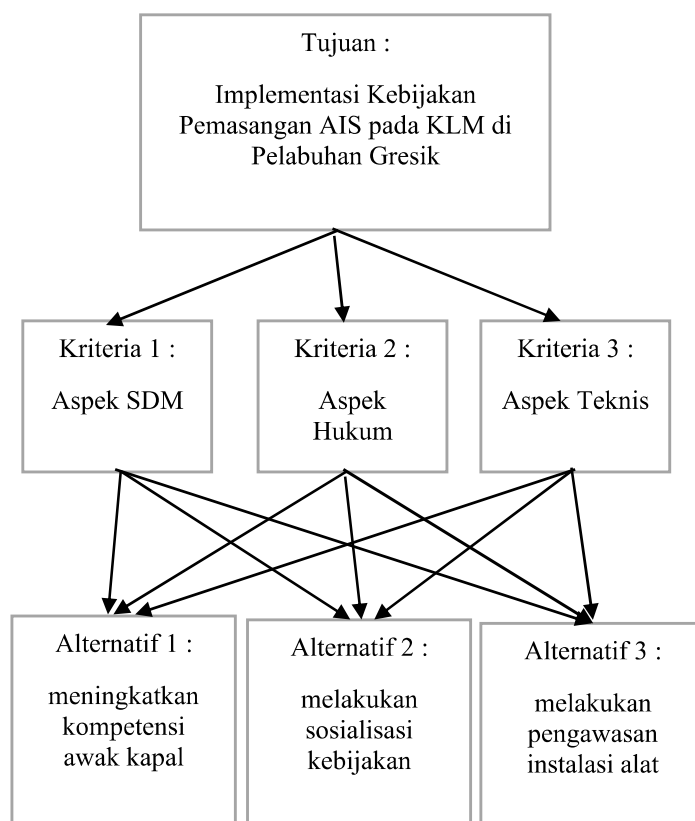 Tujuan :
Implementasi Kebijakan
Pemasangan AIS pada KLM di
Pelabuhan Gresik
Kriteria 1 :
Aspek SDM
Kriteria 2 :
Aspek
Hukum
Kriteria 3 :
Aspek Teknis
Alternatif 1 :
meningkatkan
kompetensi
awak kapal
Alternatif 2 :
melakukan
sosialisasi
kebijakan
Alternatif 3 :
melakukan
pengawasan
instalasi alat